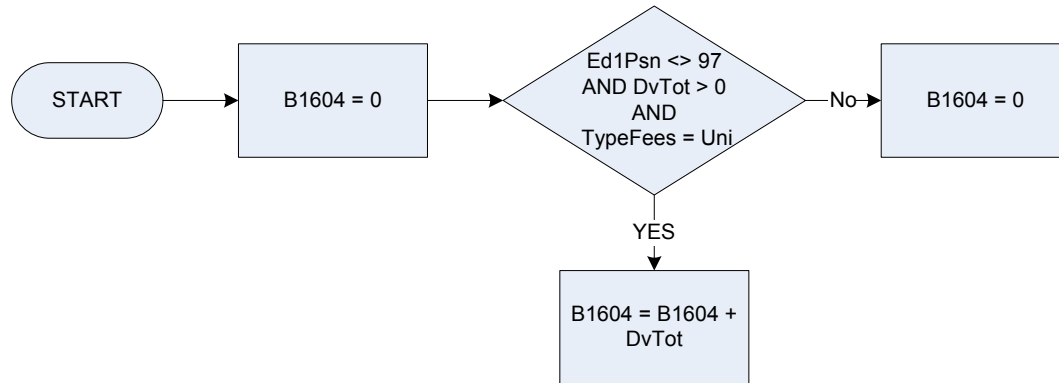 START
B1604 = 0
Ed1Psn <> 97
AND DvTot > 0
AND
TypeFees = Uni
No
B1604 = 0
YES
B1604 = B1604 +
DvTot